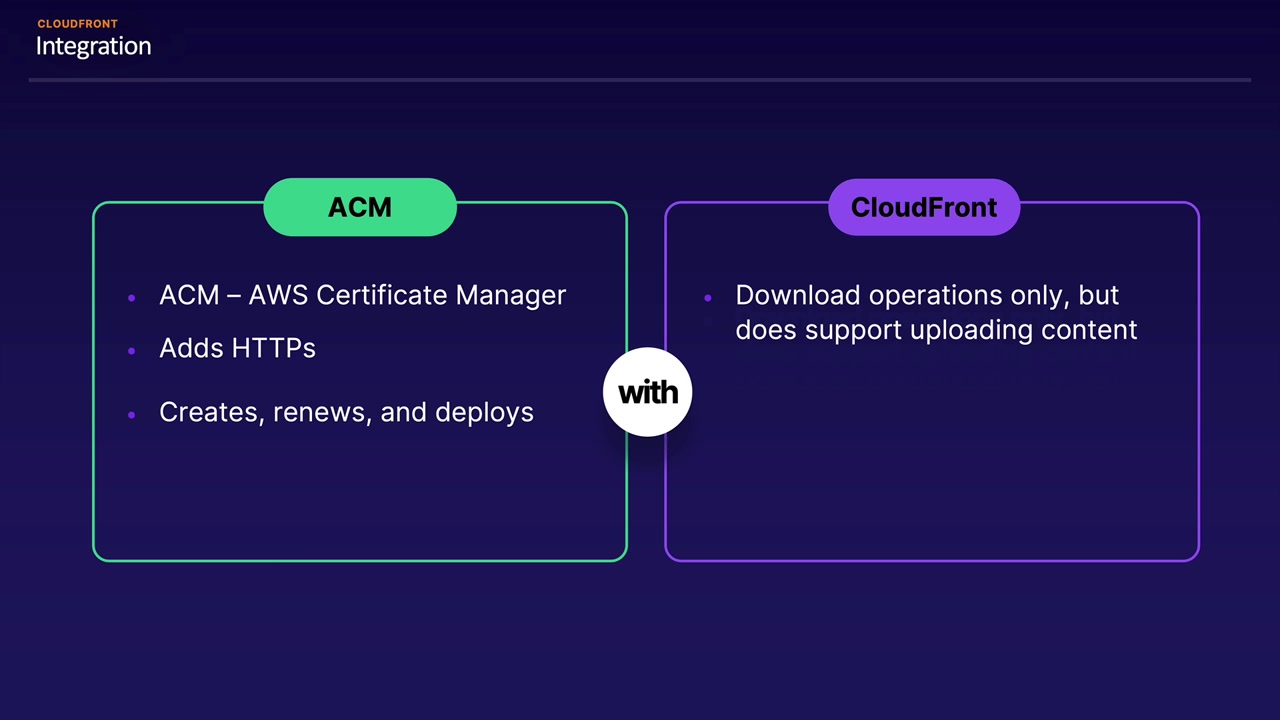 CLOUDFRONT
Integration
ACM
ACM – AWS Certificate Manager
Adds HTTPs
Creates, renews, and deploys
with
CloudFront
Download operations only, but
does support uploading content